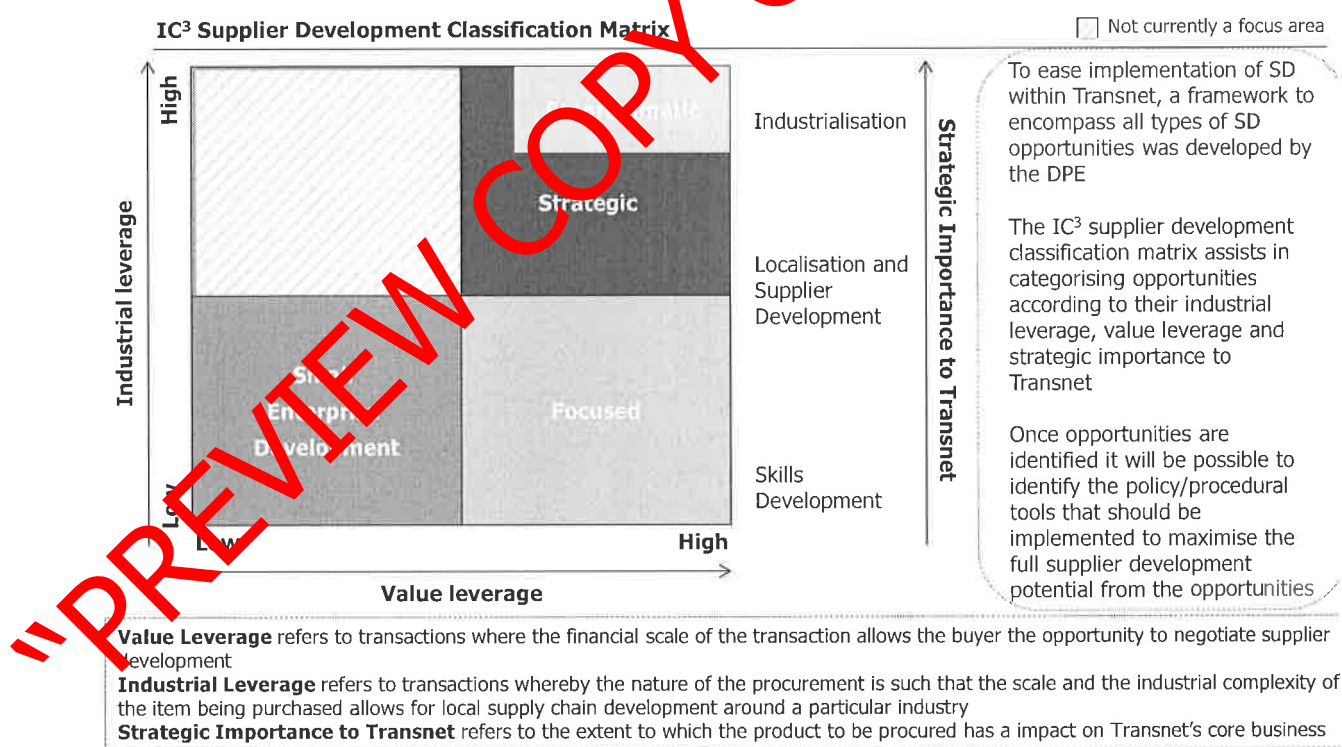 IC³ Supplier Development Classification Matrix
Not currently a focus area
High
Industrial leverage
Low
Strategic
Small
Enterprise
Development
Focused
Low
High
Value leverage
Industrialisation
Localisation and
Supplier
Development
Skills
Development
Strategic Importance to Transnet
To ease implementation of SD
within Transnet, a framework to
encompass all types of SD
opportunities was developed by
the DPE
The IC³ supplier development
classification matrix assists in
categorising opportunities
according to their industrial
leverage, value leverage and
strategic importance to
Transnet
Once opportunities are
identified it will be possible to
identify the policy/procedural
tools that should be
implemented to maximise the
full supplier development
potential from the opportunities
Value Leverage refers to transactions where the financial scale of the transaction allows the buyer the opportunity to negotiate supplier
development
Industrial Leverage refers to transactions whereby the nature of the procurement is such that the scale and the industrial complexity of
the item being purchased allows for local supply chain development around a particular industry
Strategic Importance to Transnet refers to the extent to which the product to be procured has a impact on Transnet's core business
"PREVIEW COPY